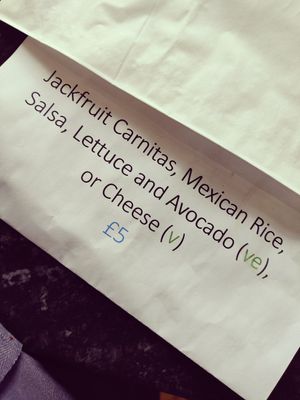 Jackfruit Carnitas, Mexican Rice,
Salsa, Lettuce and Avocado (ve),
or Cheese (v)
£5